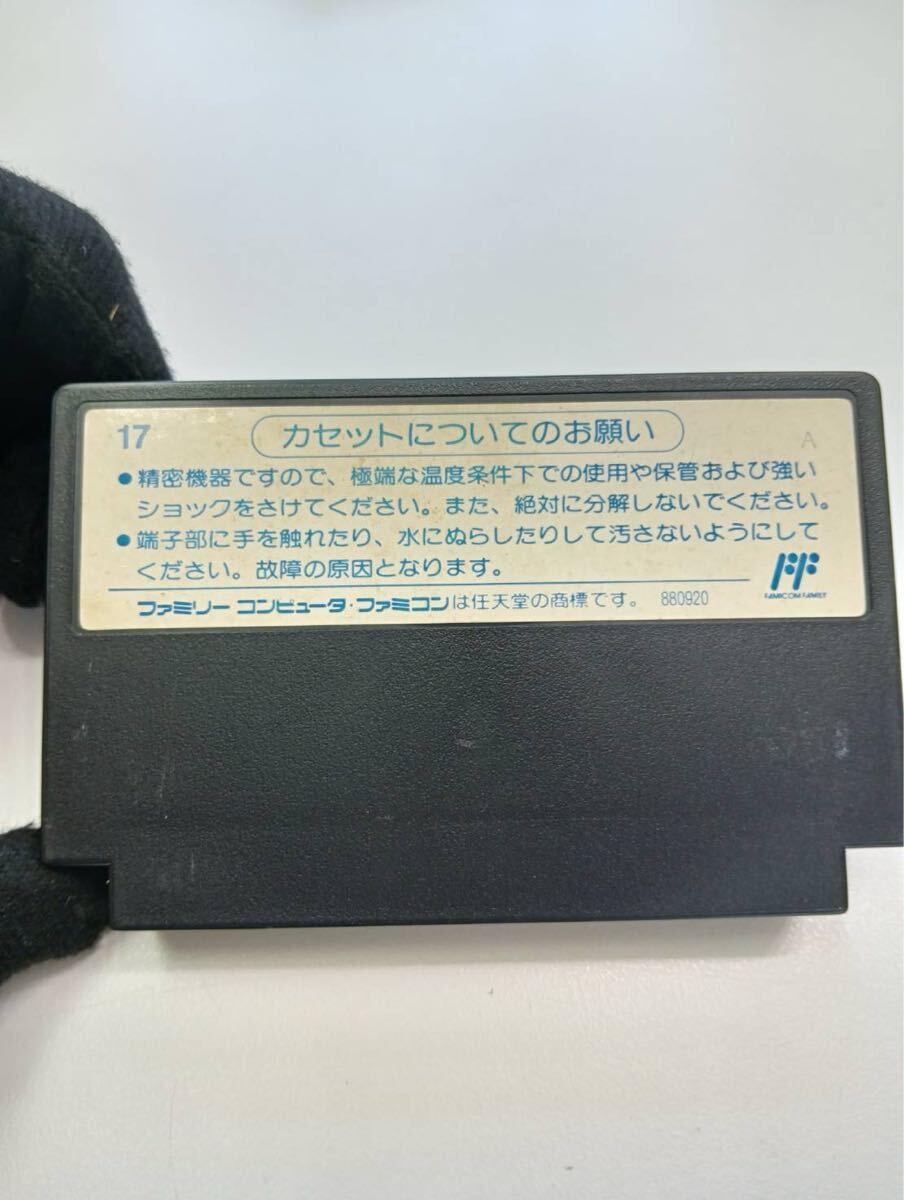 17 カセットについてのお願い A
●精密機器ですので、極端な温度条件下での使用や保管および強い
ショックをさけてください。また、絶対に分解しないでください。
●端子部に手を触れたり、水にぬらしたりして汚さないようにして
ください。故障の原因となります。
FF
FAMICOM FAMILY
ファミリー コンピュータ・ファミコンは任天堂の商標です。 880920